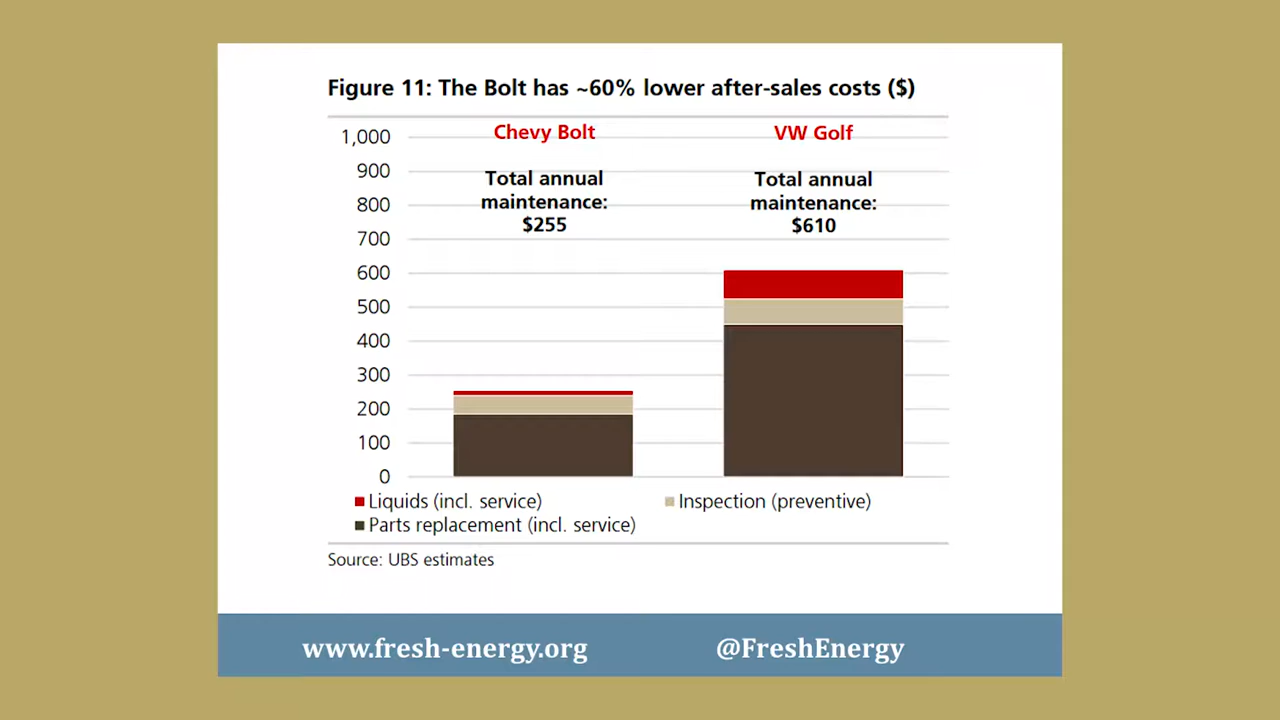 Figure 11: The Bolt has ~60% lower after-sales costs ($)
Chevy Bolt
VW Golf
Total annual
maintenance:
$255
Total annual
maintenance:
$610
1,000
900
800
700
600
500
400
300
200
100
0
Liquids (incl. service)
Inspection (preventive)
Parts replacement (incl. service)
Source: UBS estimates
www.fresh-energy.org
@FreshEnergy